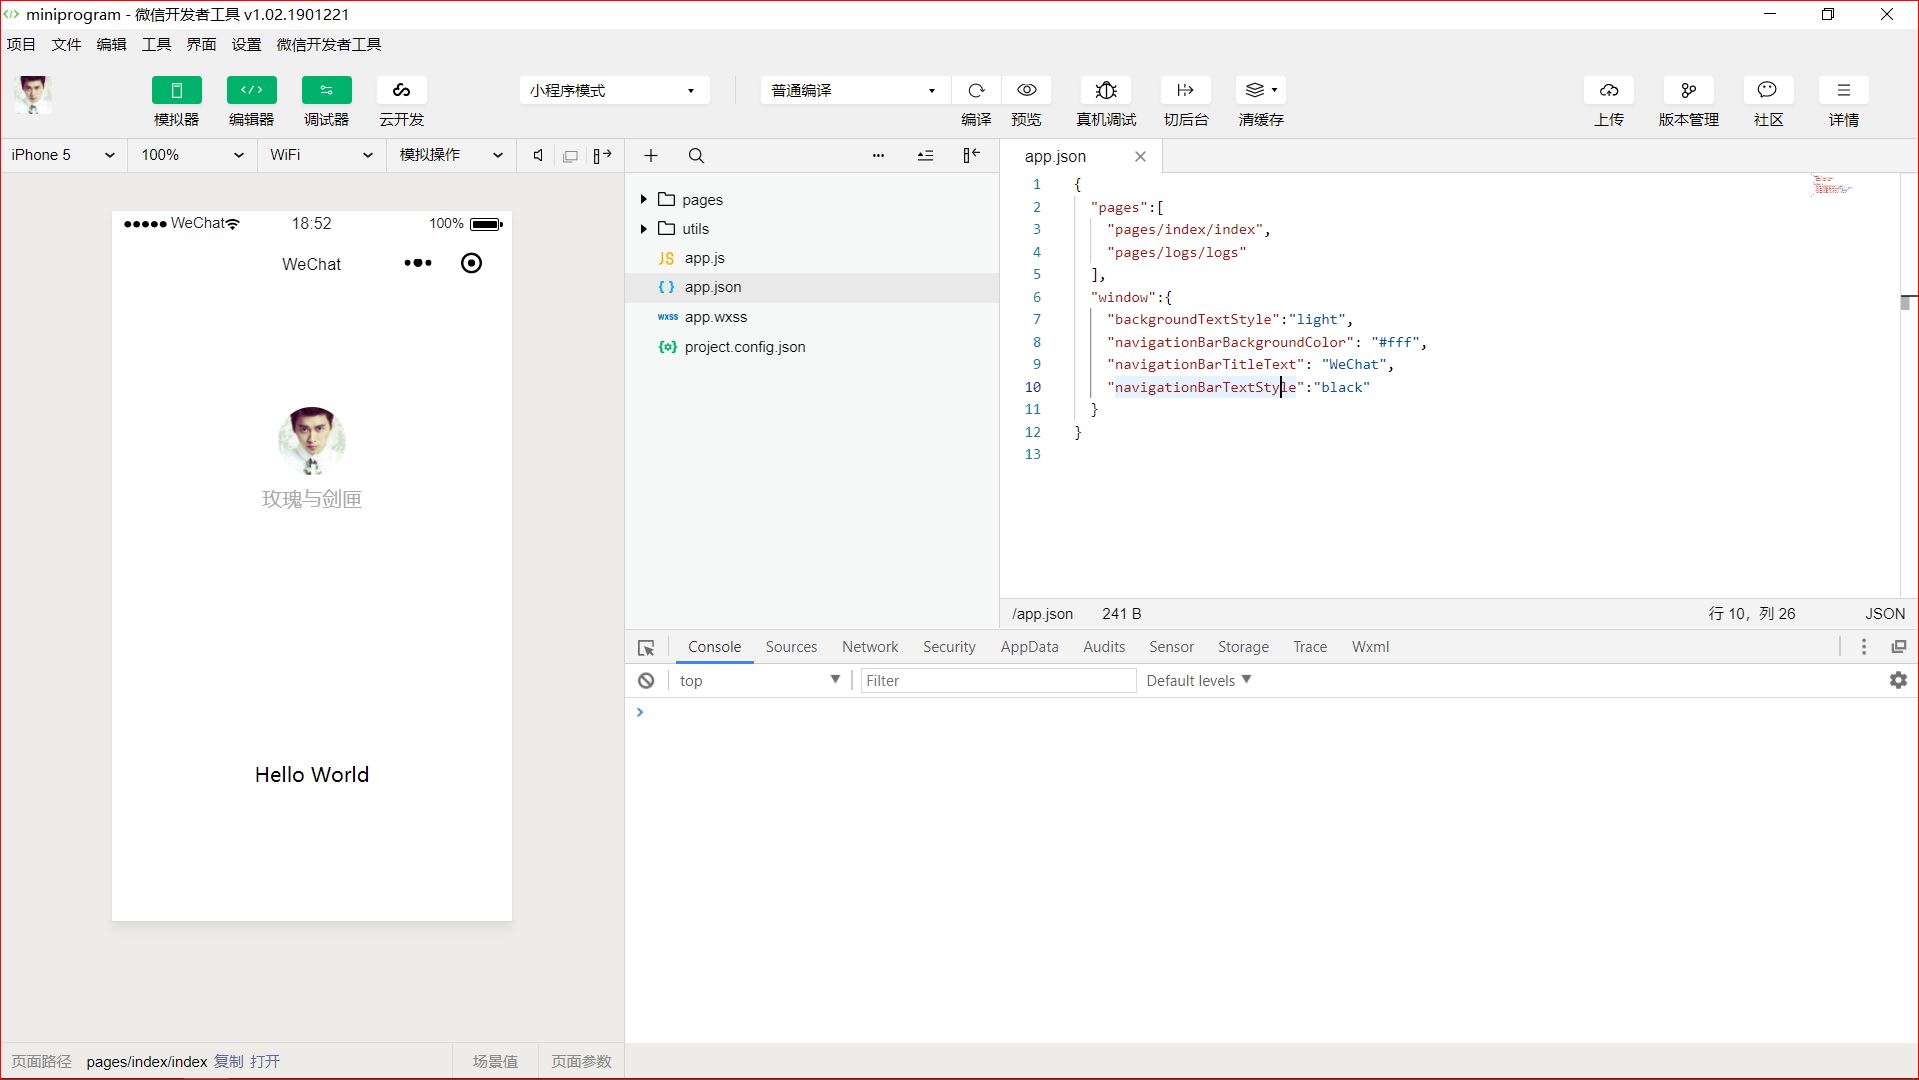 miniprogram - 微信开发者工具 v1.02.1901221
项目 文件 编辑 工具 界面 设置 微信开发者工具
小程序模式 普通编译
模拟器 编辑器 调试器 云开发 编译 预览 真机调试 切后台 清缓存 上传 版本管理 社区 详情
iPhone 5 100% WiFi 模拟操作
WeChat 18:52 100%
WeChat
玫瑰与剑匣
Hello World
页面路径 pages/index/index 复制 打开 场景值 页面参数
pages
utils
JS app.js
{ } app.json
wxss app.wxss
{o} project.config.json
app.json
1 {
2 "pages":[
3 "pages/index/index",
4 "pages/logs/logs"
5 ],
6 "window":{
7 "backgroundTextStyle":"light",
8 "navigationBarBackgroundColor": "#fff",
9 "navigationBarTitleText": "WeChat",
10 "navigationBarTextStyle":"black"
11 }
12 }
13
/app.json 241 B 行 10，列 26 JSON
Console Sources Network Security AppData Audits Sensor Storage Trace Wxml
top Filter Default levels